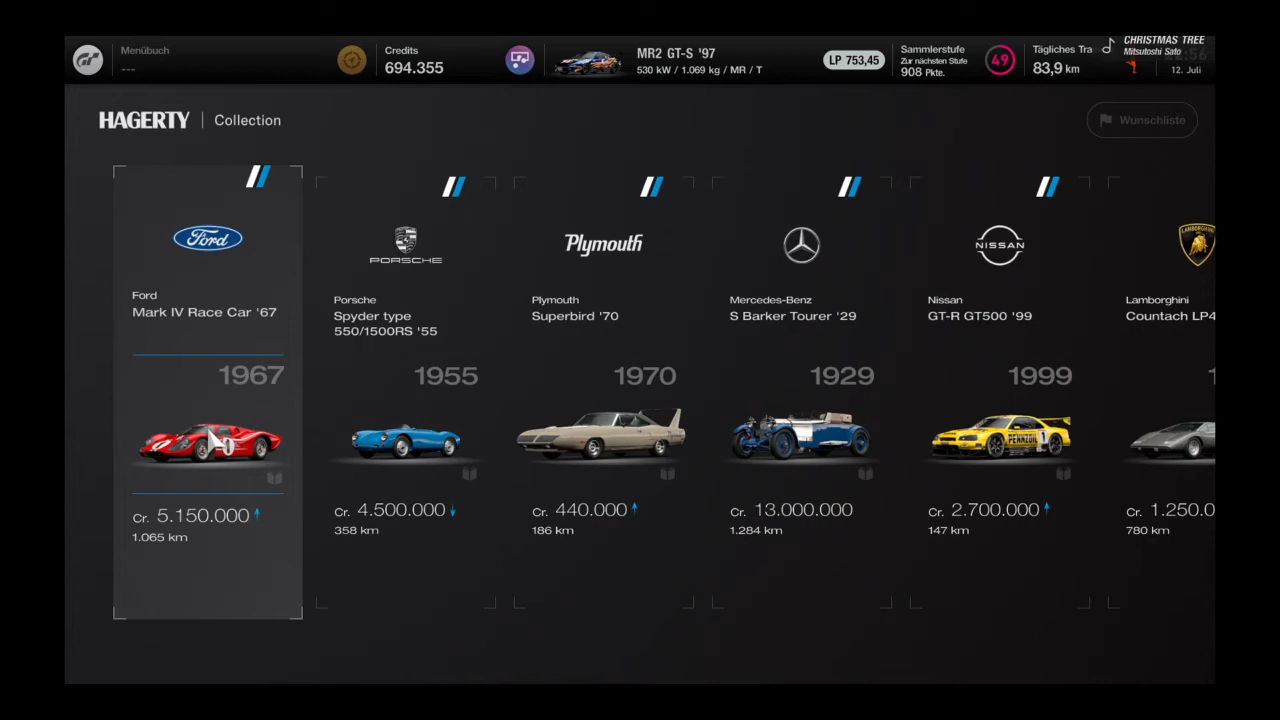 Menübuch
---
Credits
694.355
MR2 GT-S '97
530 kW / 1.069 kg / MR / T
LP 753,45
Sammlerstufe
Zur nächsten Stufe
908 Pkte.
49
Tägliches Tra
83,9 km
CHRISTMAS TREE
Mitsutoshi Sato
12. Juli
HAGERTY | Collection
Wunschliste
Ford
Ford
Mark IV Race Car '67
1967
Cr. 5.150.000
1.065 km
PORSCHE
Porsche
Spyder type
550/1500RS '55
1955
Cr. 4.500.000
358 km
Plymouth
Plymouth
Superbird '70
1970
Cr. 440.000
186 km
Mercedes-Benz
S Barker Tourer '29
1929
Cr. 13.000.000
1.284 km
NISSAN
Nissan
GT-R GT500 '99
1999
PENNZOIL
1
Cr. 2.700.000
147 km
LAMBORGHINI
Lamborghini
Countach LP4
1
Cr. 1.250.0
780 km